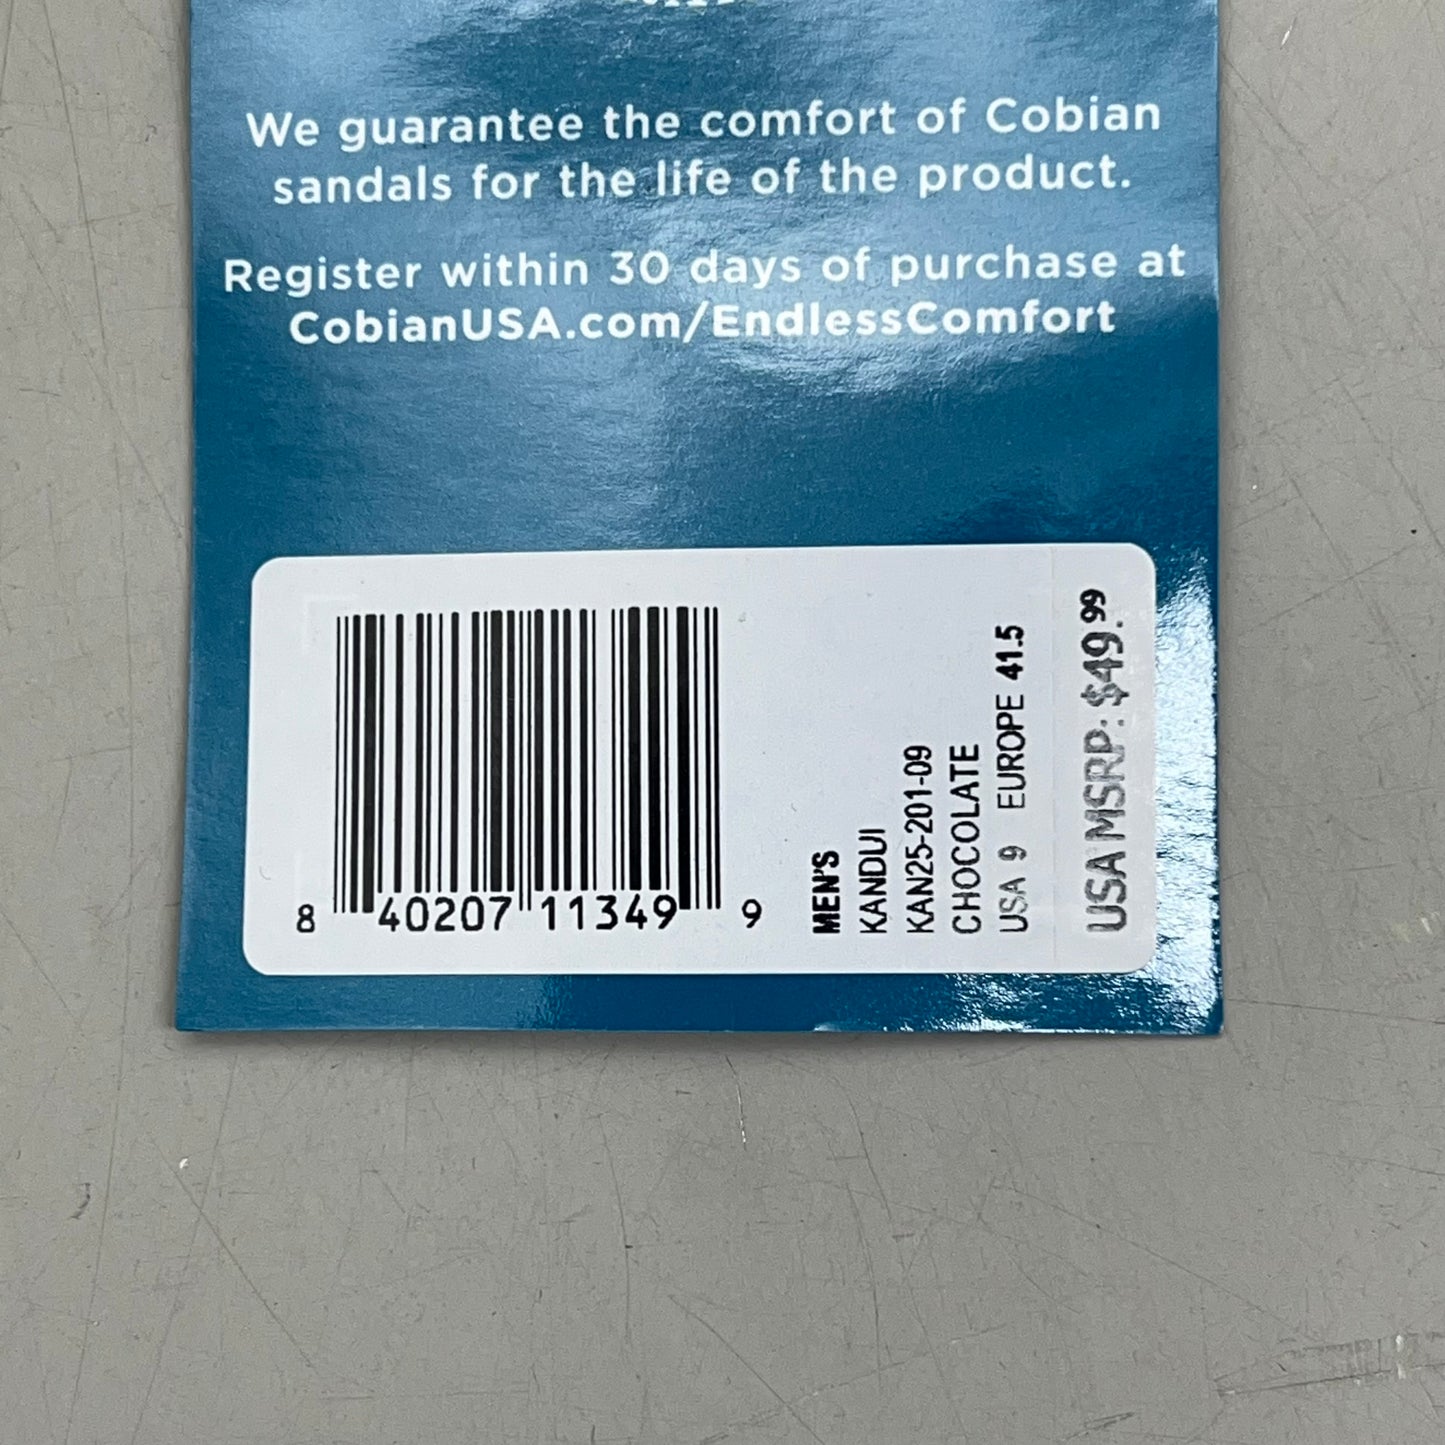 We guarantee the comfort of Cobian
sandals for the life of the product.
Register within 30 days of purchase at
CobianUSA.com/EndlessComfort
8 40207 11349 9
MEN'S
KANDUI
KAN25-201-09
CHOCOLATE
USA 9 EUROPE 41.5
USA MSRP: $49.99